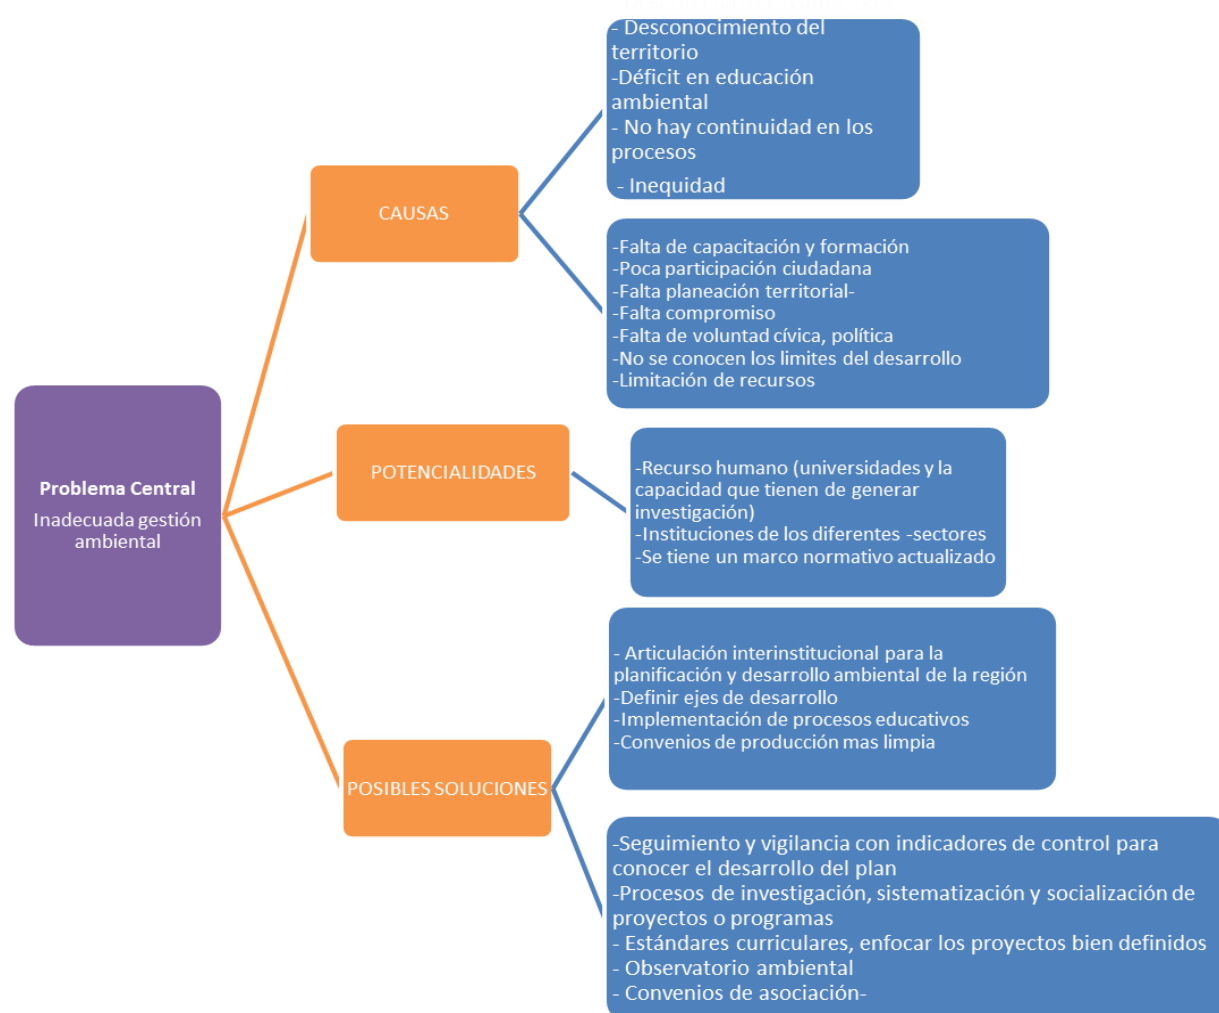 Problema Central
Inadecuada gestión
ambiental
CAUSAS
- Desconocimiento del
territorio
-Déficit en educación
ambiental
- No hay continuidad en los
procesos
- Inequidad
-Falta de capacitación y formación
-Poca participación ciudadana
-Falta planeación territorial-
-Falta compromiso
-Falta de voluntad cívica, política
-No se conocen los limites del desarrollo
-Limitación de recursos
POTENCIALIDADES
-Recurso humano (universidades y la
capacidad que tienen de generar
investigación)
-Instituciones de los diferentes -sectores
-Se tiene un marco normativo actualizado
POSIBLES SOLUCIONES
- Articulación interinstitucional para la
planificación y desarrollo ambiental de la región
-Definir ejes de desarrollo
-Implementación de procesos educativos
-Convenios de producción mas limpia
-Seguimiento y vigilancia con indicadores de control para
conocer el desarrollo del plan
-Procesos de investigación, sistematización y socialización de
proyectos o programas
- Estándares curriculares, enfocar los proyectos bien definidos
- Observatorio ambiental
- Convenios de asociación-